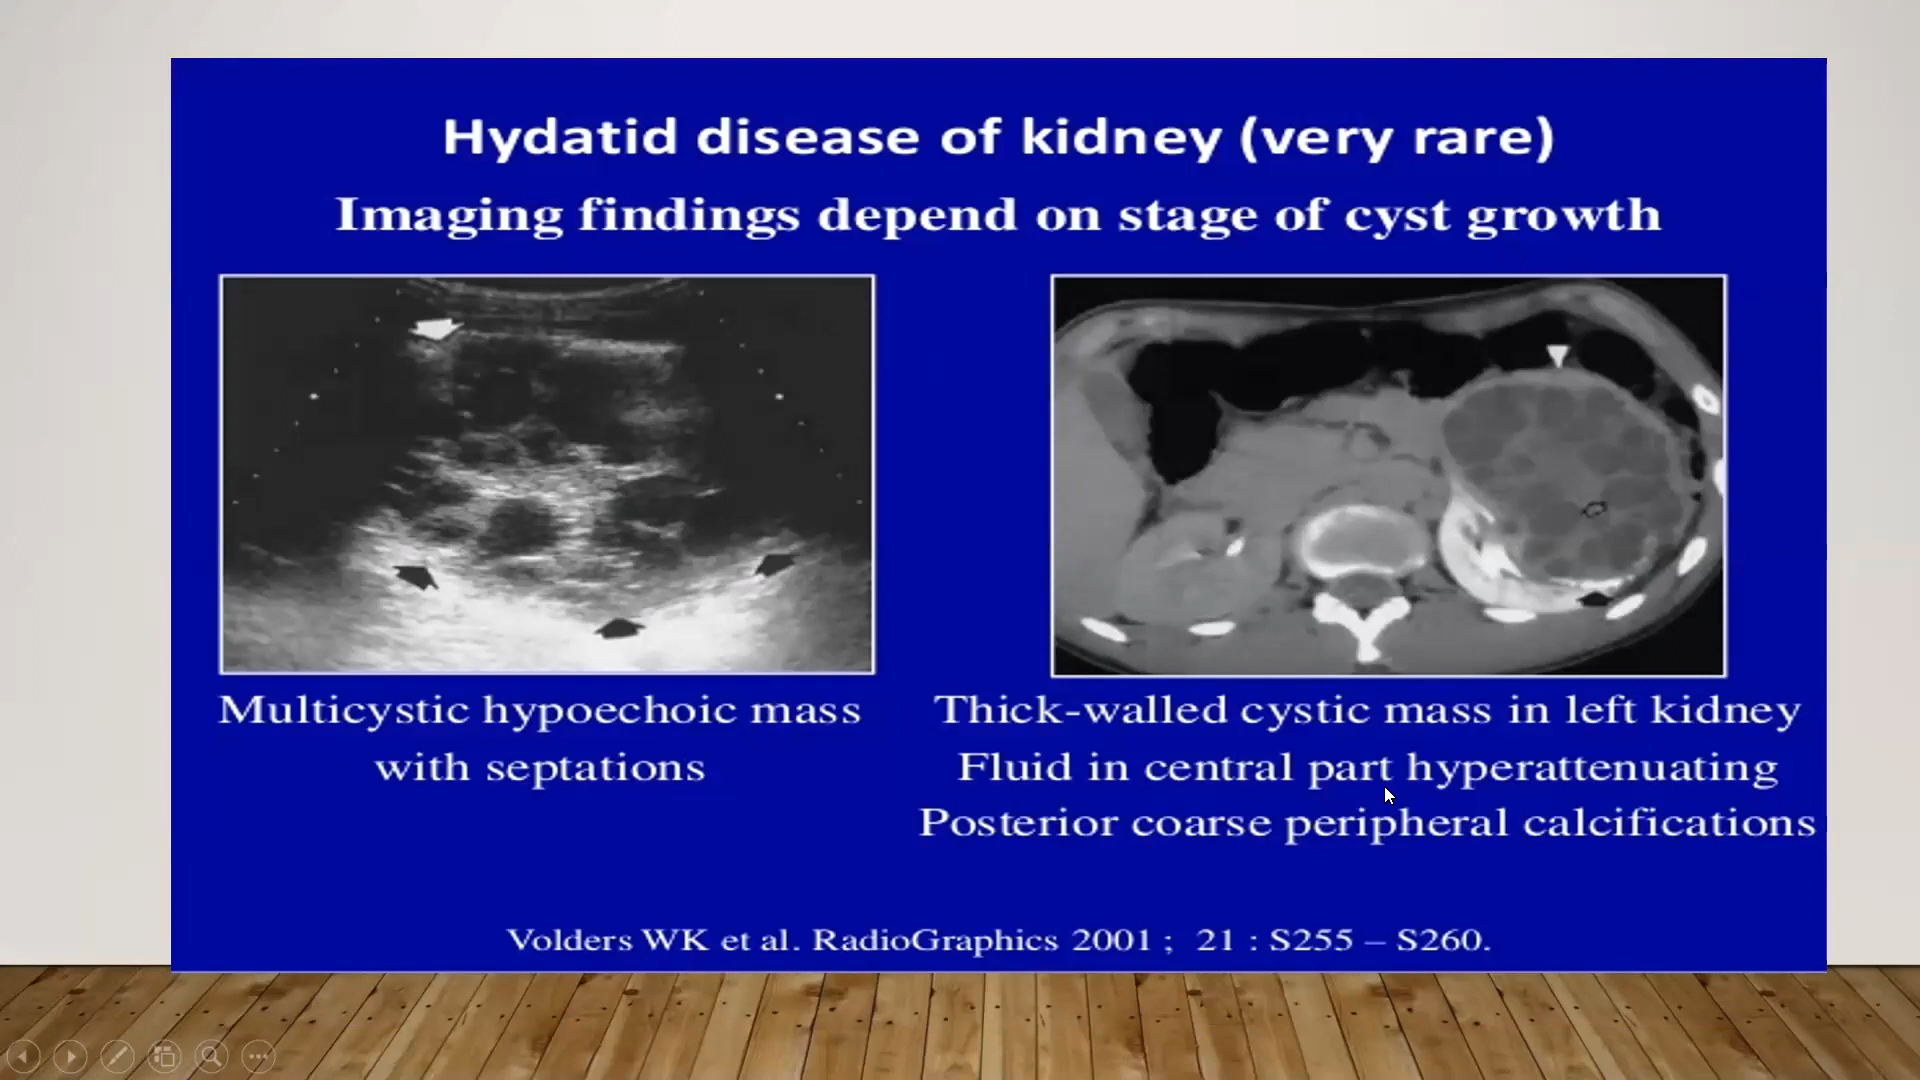 Hydatid disease of kidney (very rare)
Imaging findings depend on stage of cyst growth
Multicystic hypoechoic mass
with septations
Thick-walled cystic mass in left kidney
Fluid in central part hyperattenuating
Posterior coarse peripheral calcifications
Volders WK et al. RadioGraphics 2001 ; 21 : S255 – S260.